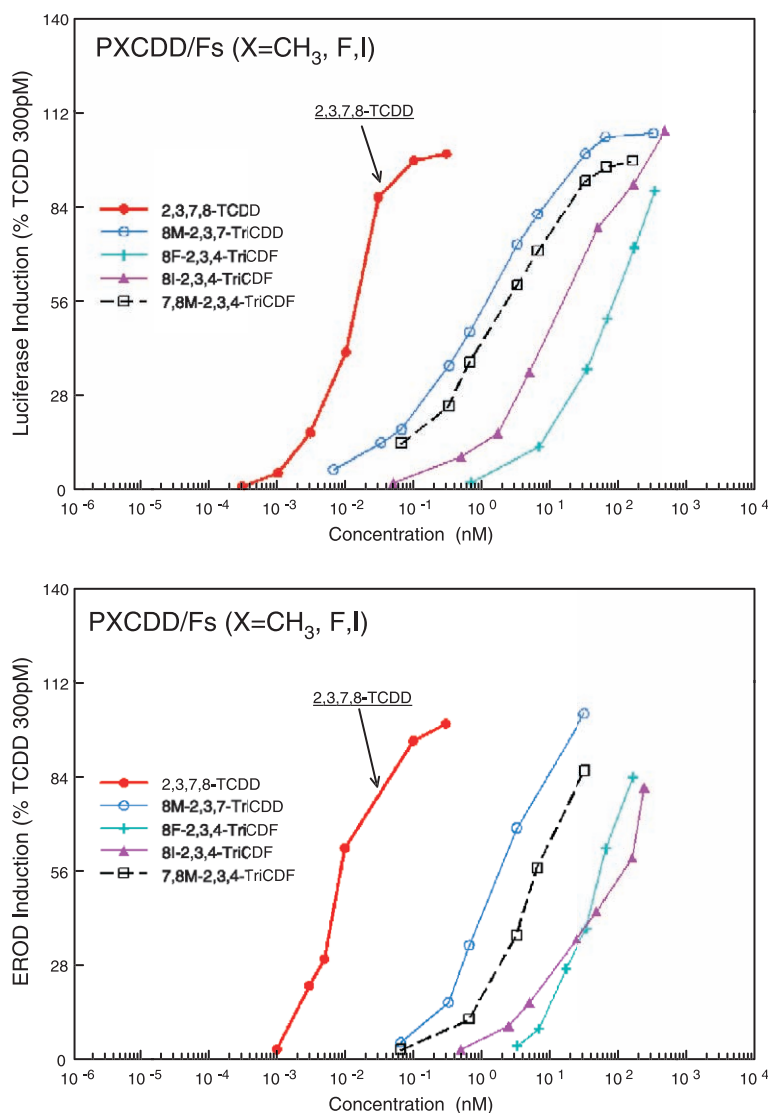 PXCDD/Fs (X=CH₃, F,I)
2,3,7,8-TCDD
2,3,7,8-TCDD
8M-2,3,7-TriCDD
8F-2,3,4-TriCDF
8I-2,3,4-TriCDF
7,8M-2,3,4-TriCDF
Luciferase Induction (% TCDD 300pM)
140
112
84
56
28
0
10⁻⁶ 10⁻⁵ 10⁻⁴ 10⁻³ 10⁻² 10⁻¹ 10⁰ 10¹ 10² 10³ 10⁴
Concentration (nM)
PXCDD/Fs (X=CH₃, F,I)
2,3,7,8-TCDD
2,3,7,8-TCDD
8M-2,3,7-TriCDD
8F-2,3,4-TriCDF
8I-2,3,4-TriCDF
7,8M-2,3,4-TriCDF
EROD Induction (% TCDD 300pM)
140
112
84
56
28
0
10⁻⁶ 10⁻⁵ 10⁻⁴ 10⁻³ 10⁻² 10⁻¹ 10⁰ 10¹ 10² 10³ 10⁴
Concentration (nM)